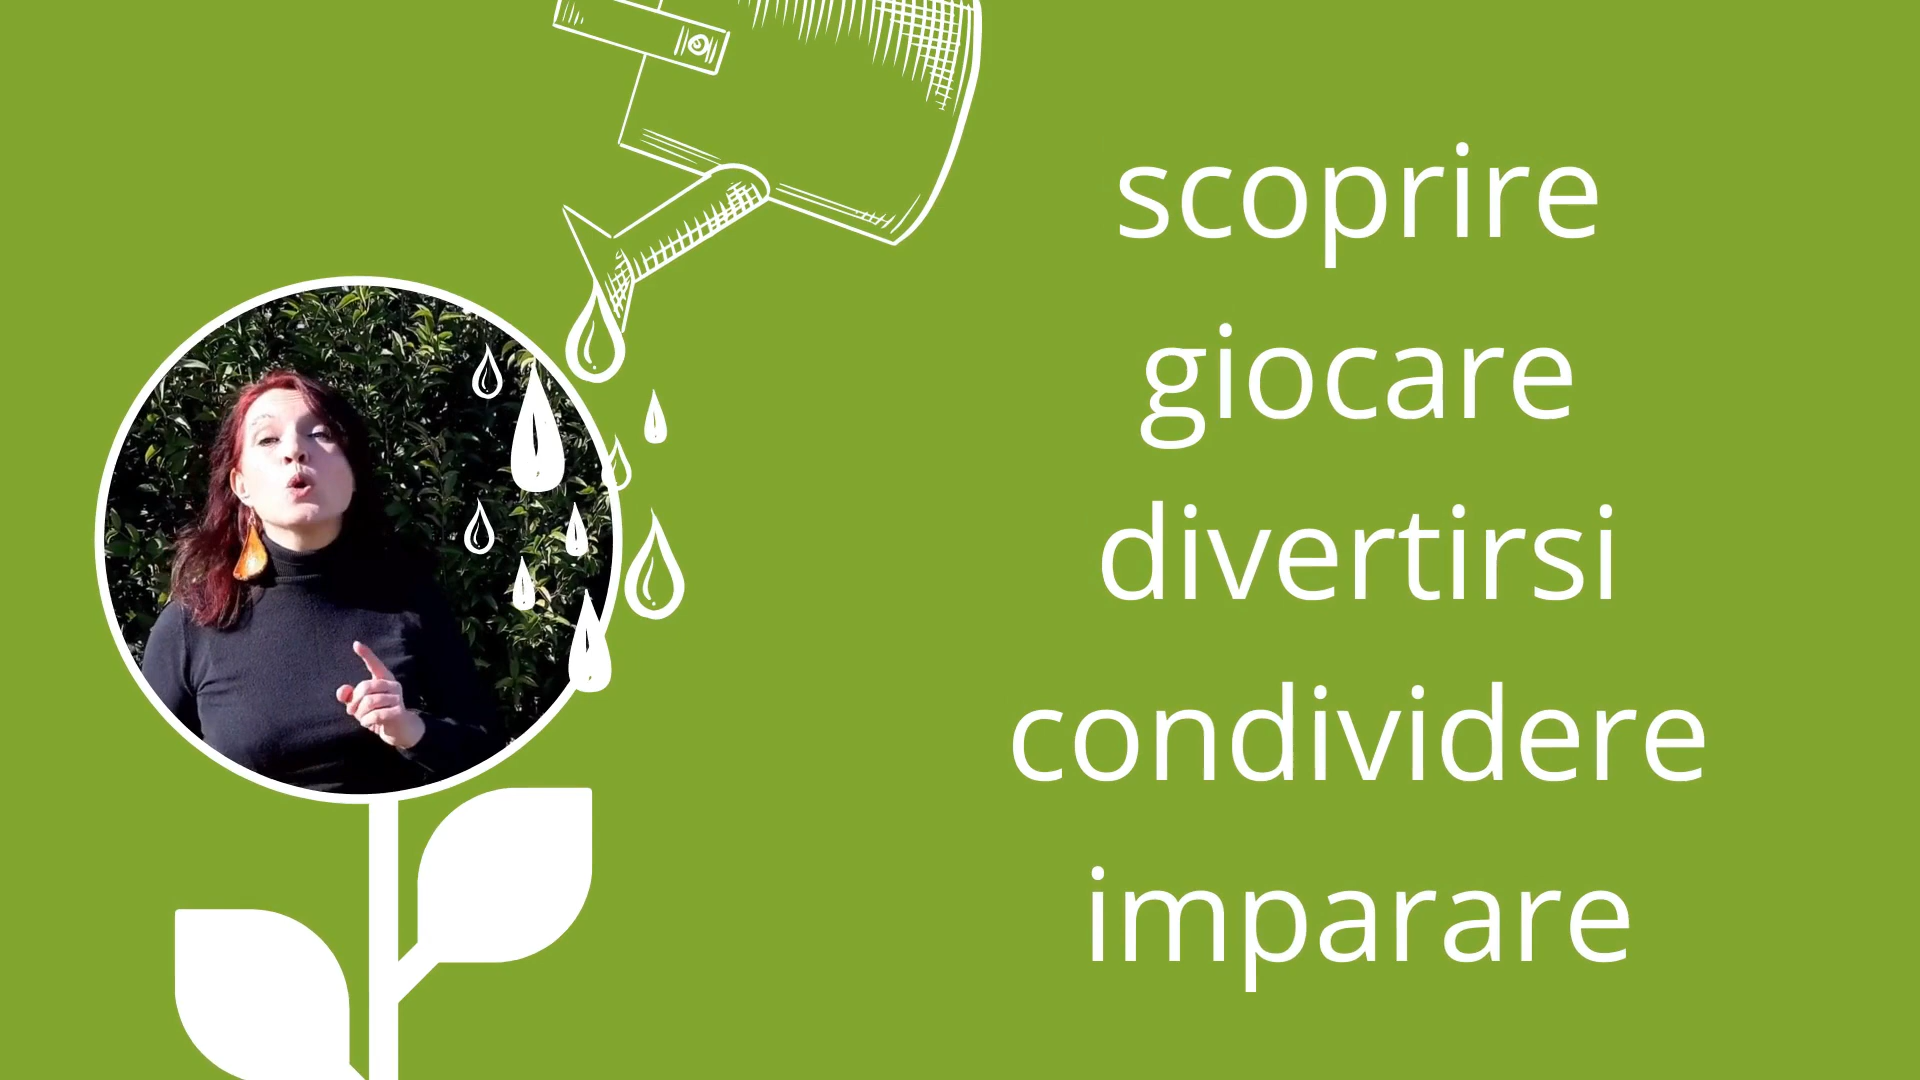 scoprire
giocare
divertirsi
condividere
imparare